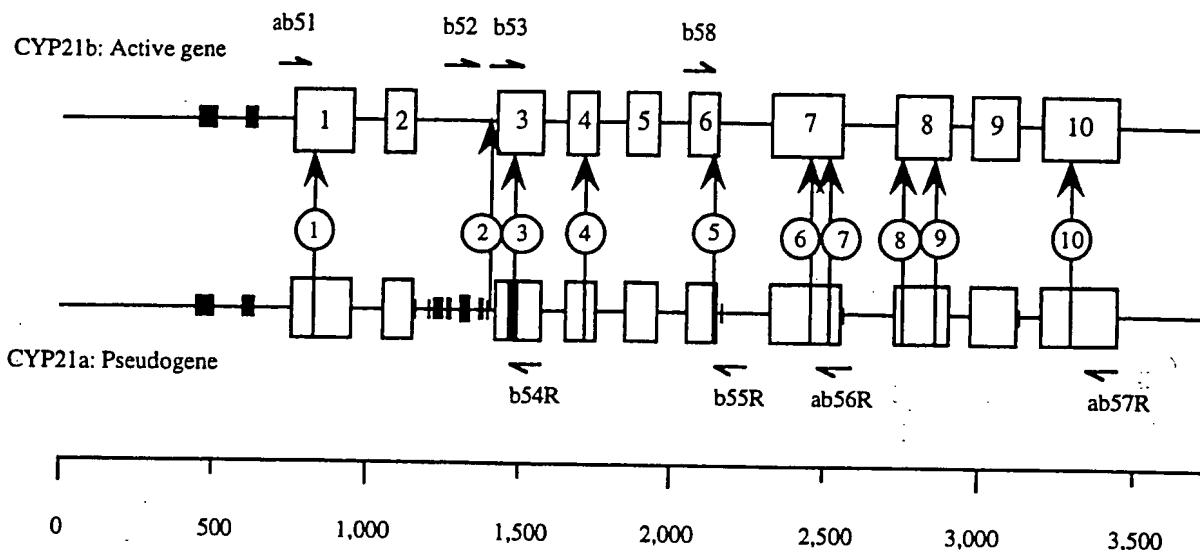 ab51 b52 b53 b58
CYP21b: Active gene
1 2 3 4 5 6 7 8 9 10
1 2 3 4 5 6 7 8 9 10
CYP21a: Pseudogene
b54R b55R ab56R ab57R
0 500 1,000 1,500 2,000 2,500 3,000 3,500